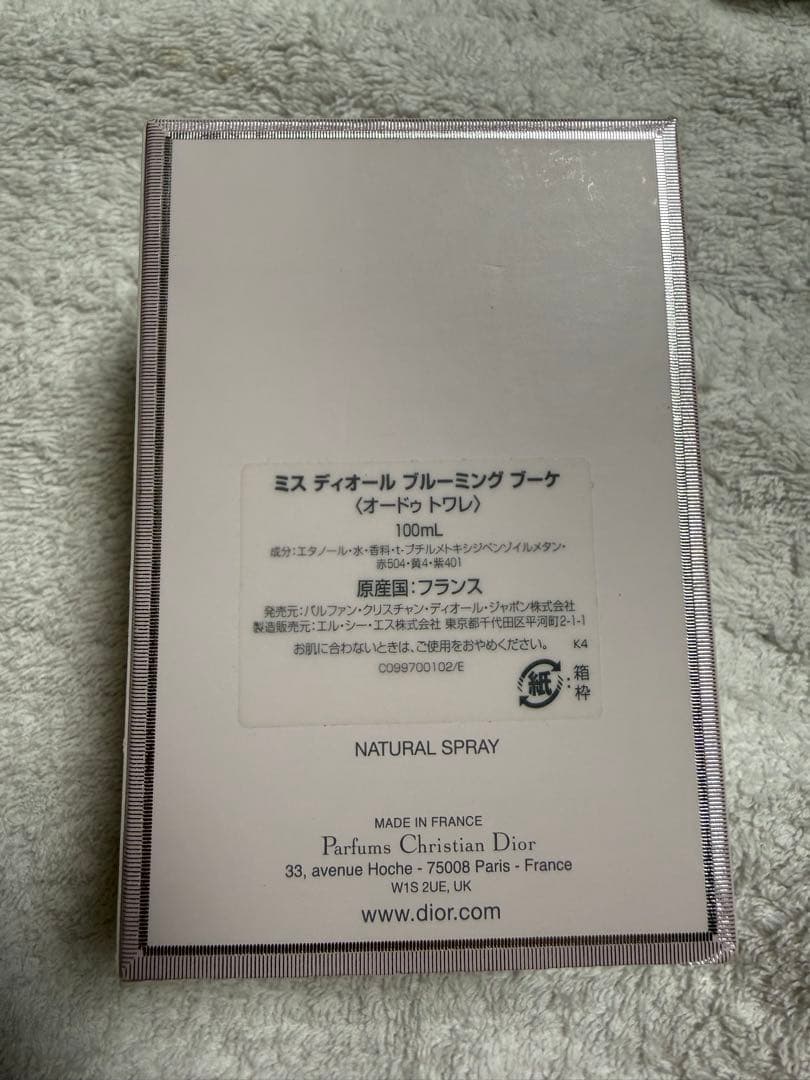 ミス ディオール ブルーミング ブーケ
〈オードゥ トワレ〉
100mL
成分：エタノール・水・香料・t-ブチルメトキシジベンゾイルメタン・
赤504・黄4・紫401
原産国：フランス
発売元：パルファン・クリスチャン・ディオール・ジャポン株式会社
製造販売元：エル・シー・エス株式会社 東京都千代田区平河町2-1-1
お肌に合わないときは、ご使用をおやめください。 K4
C099700102/E
紙：箱
枠
NATURAL SPRAY
MADE IN FRANCE
Parfums Christian Dior
33, avenue Hoche - 75008 Paris - France
W1S 2UE, UK
www.dior.com